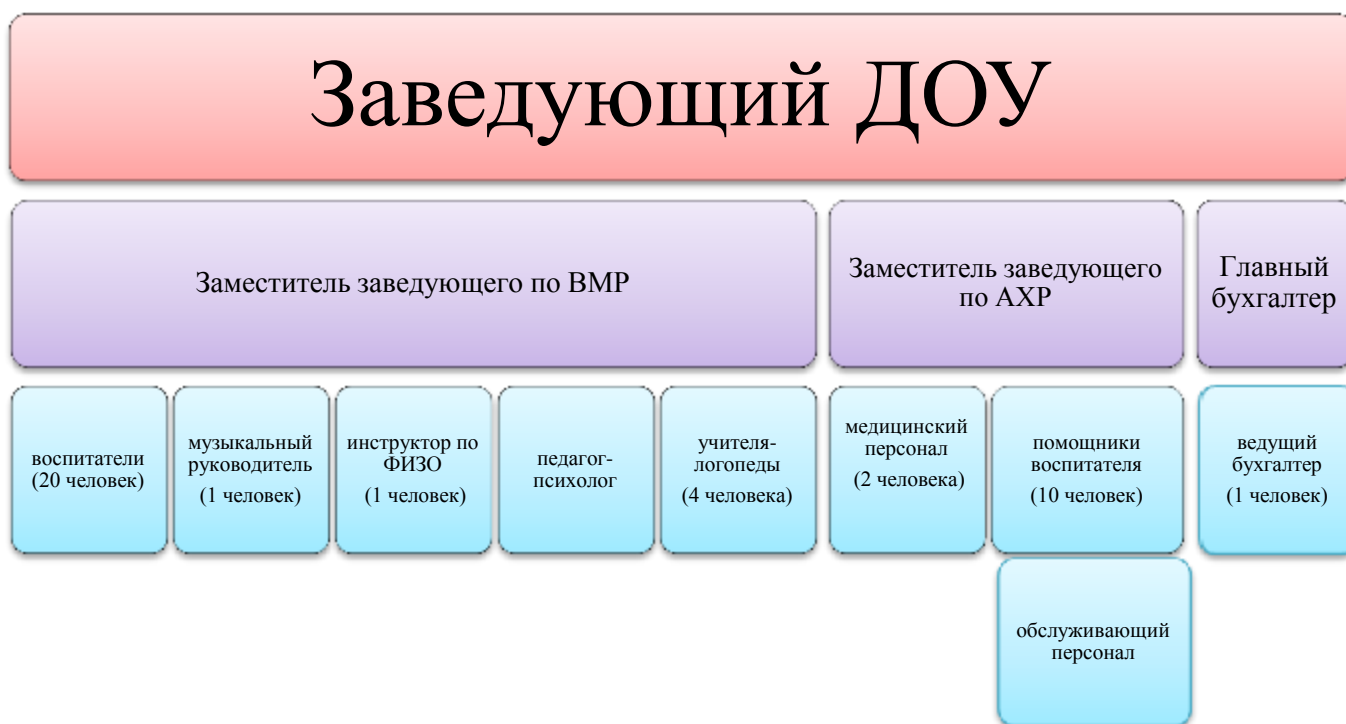 Заведующий ДОУ
Заместитель заведующего по ВМР
Заместитель заведующего
по АХР
Главный
бухгалтер
воспитатели
(20 человек)
музыкальный
руководитель
(1 человек)
инструктор по
ФИЗО
(1 человек)
педагог-
психолог
учителя-
логопеды
(4 человека)
медицинский
персонал
(2 человека)
помощники
воспитателя
(10 человек)
ведущий
бухгалтер
(1 человек)
обслуживающий
персонал